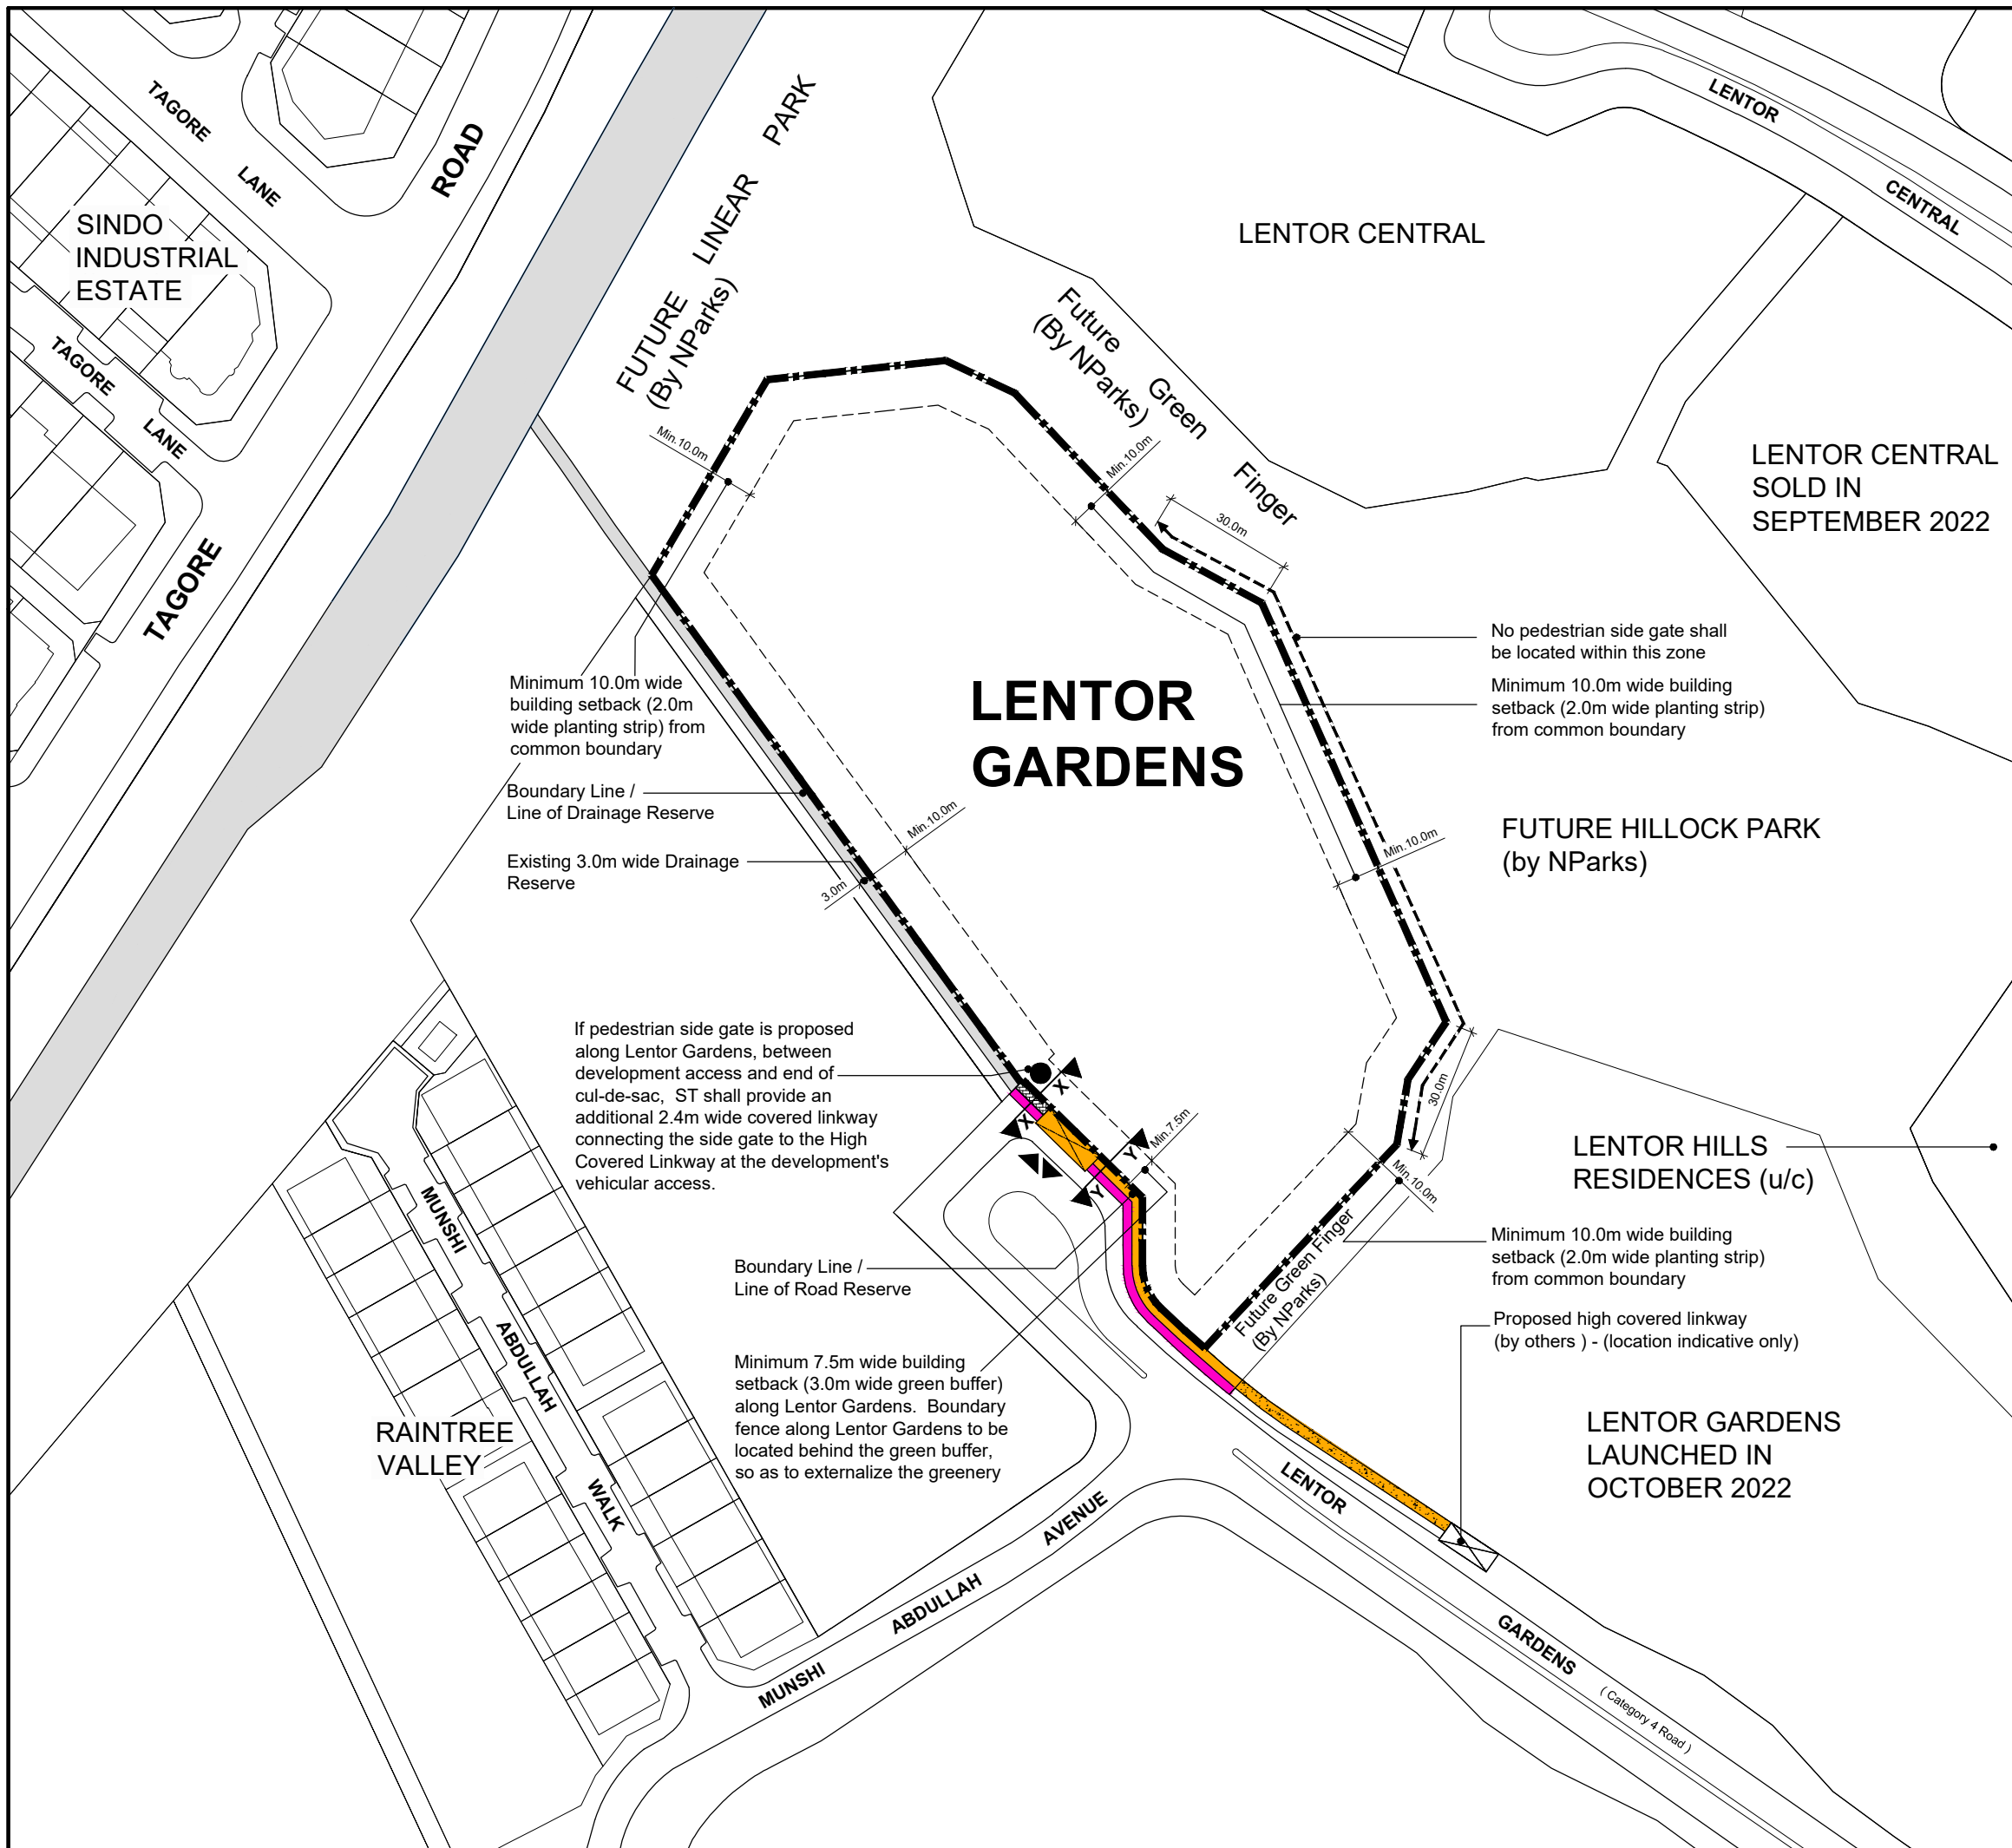 TAGORE
LANE
ROAD
SINDO
INDUSTRIAL
ESTATE
TAGORE
LANE
TAGORE
FUTURE LINEAR PARK
(By NParks)
LENTOR
CENTRAL
LENTOR CENTRAL
Future Green Finger
(By NParks)
LENTOR CENTRAL
SOLD IN
SEPTEMBER 2022
Min.10.0m
Min.10.0m
30.0m
No pedestrian side gate shall
be located within this zone
Minimum 10.0m wide building
setback (2.0m wide planting strip)
from common boundary
Minimum 10.0m wide
building setback (2.0m
wide planting strip) from
common boundary
LENTOR
GARDENS
Boundary Line /
Line of Drainage Reserve
Min.10.0m
Existing 3.0m wide Drainage
Reserve
3.0m
Min.10.0m
FUTURE HILLOCK PARK
(by NParks)
If pedestrian side gate is proposed
along Lentor Gardens, between
development access and end of
cul-de-sac, ST shall provide an
additional 2.4m wide covered linkway
connecting the side gate to the High
Covered Linkway at the development's
vehicular access.
X
X
Y
Y
Min.7.5m
30.0m
Min.10.0m
LENTOR HILLS
RESIDENCES (u/c)
Minimum 10.0m wide building
setback (2.0m wide planting strip)
from common boundary
Future Green Finger
(By NParks)
Boundary Line /
Line of Road Reserve
Proposed high covered linkway
(by others ) - (location indicative only)
Minimum 7.5m wide building
setback (3.0m wide green buffer)
along Lentor Gardens. Boundary
fence along Lentor Gardens to be
located behind the green buffer,
so as to externalize the greenery
LENTOR GARDENS
LAUNCHED IN
OCTOBER 2022
RAINTREE
VALLEY
MUNSHI
ABDULLAH
WALK
MUNSHI
ABDULLAH
AVENUE
LENTOR
GARDENS
( Category 4 Road )